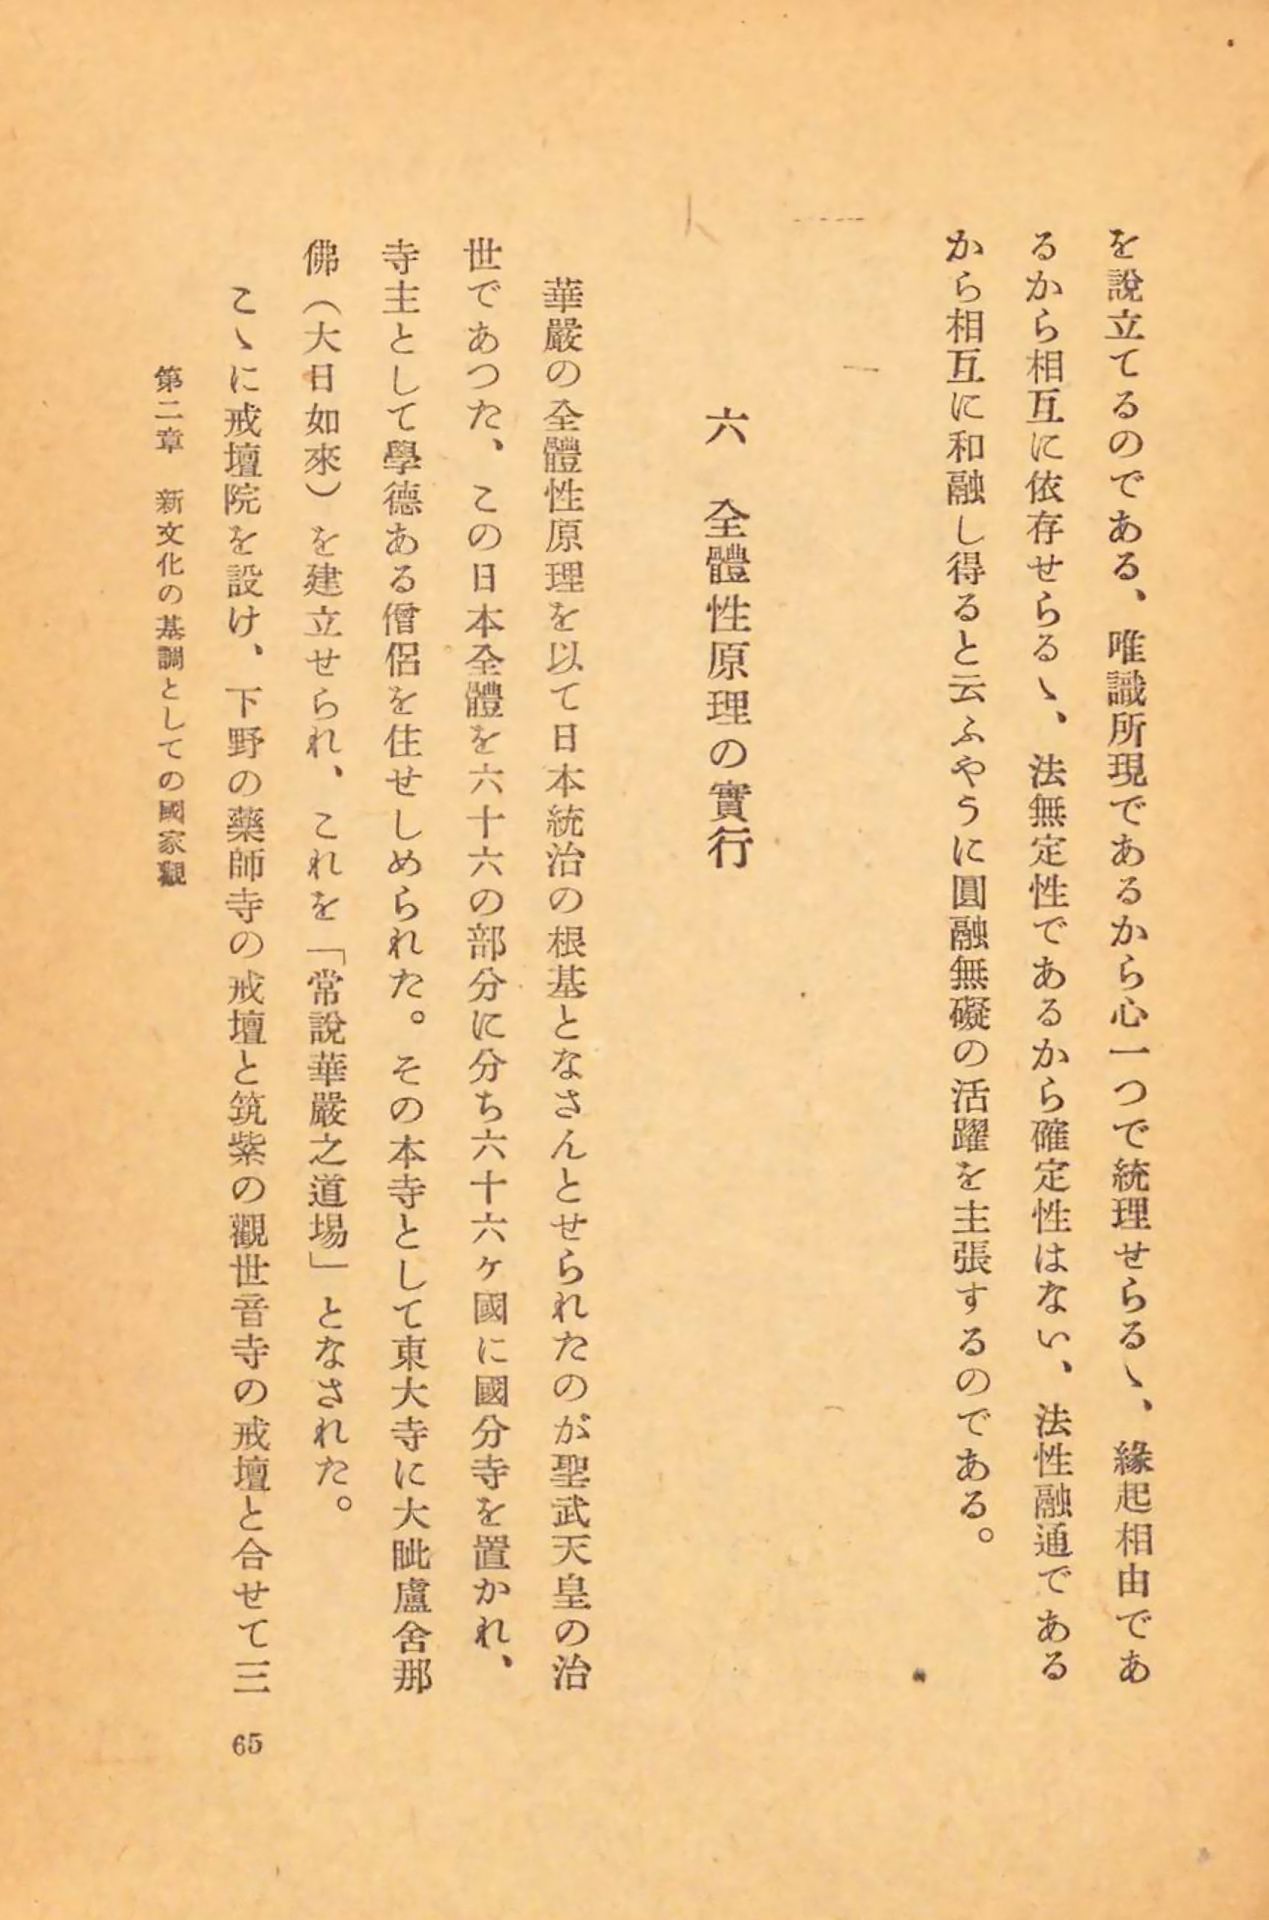 を說立てるのである、唯識所現であるから心一つで統理せらるゝ、緣起相由であ
るから相互に依存せらるゝ、法無定性であるから確定性はない、法性融通である
から相互に和融し得ると云ふやうに圓融無礙の活躍を主張するのである。
六　全體性原理の實行
華嚴の全體性原理を以て日本統治の根基となさんとせられたのが聖武天皇の治
世であつた、この日本全體を六十六の部分に分ち六十六ヶ國に國分寺を置かれ、
寺主として學德ある僧侶を住せしめられた。その本寺として東大寺に大毗盧舍那
佛（大日如來）を建立せられ、これを「常說華嚴之道場」となされた。
こゝに戒壇院を設け、下野の藥師寺の戒壇と筑紫の觀世音寺の戒壇と合せて三
第二章　新文化の基調としての國家觀
65